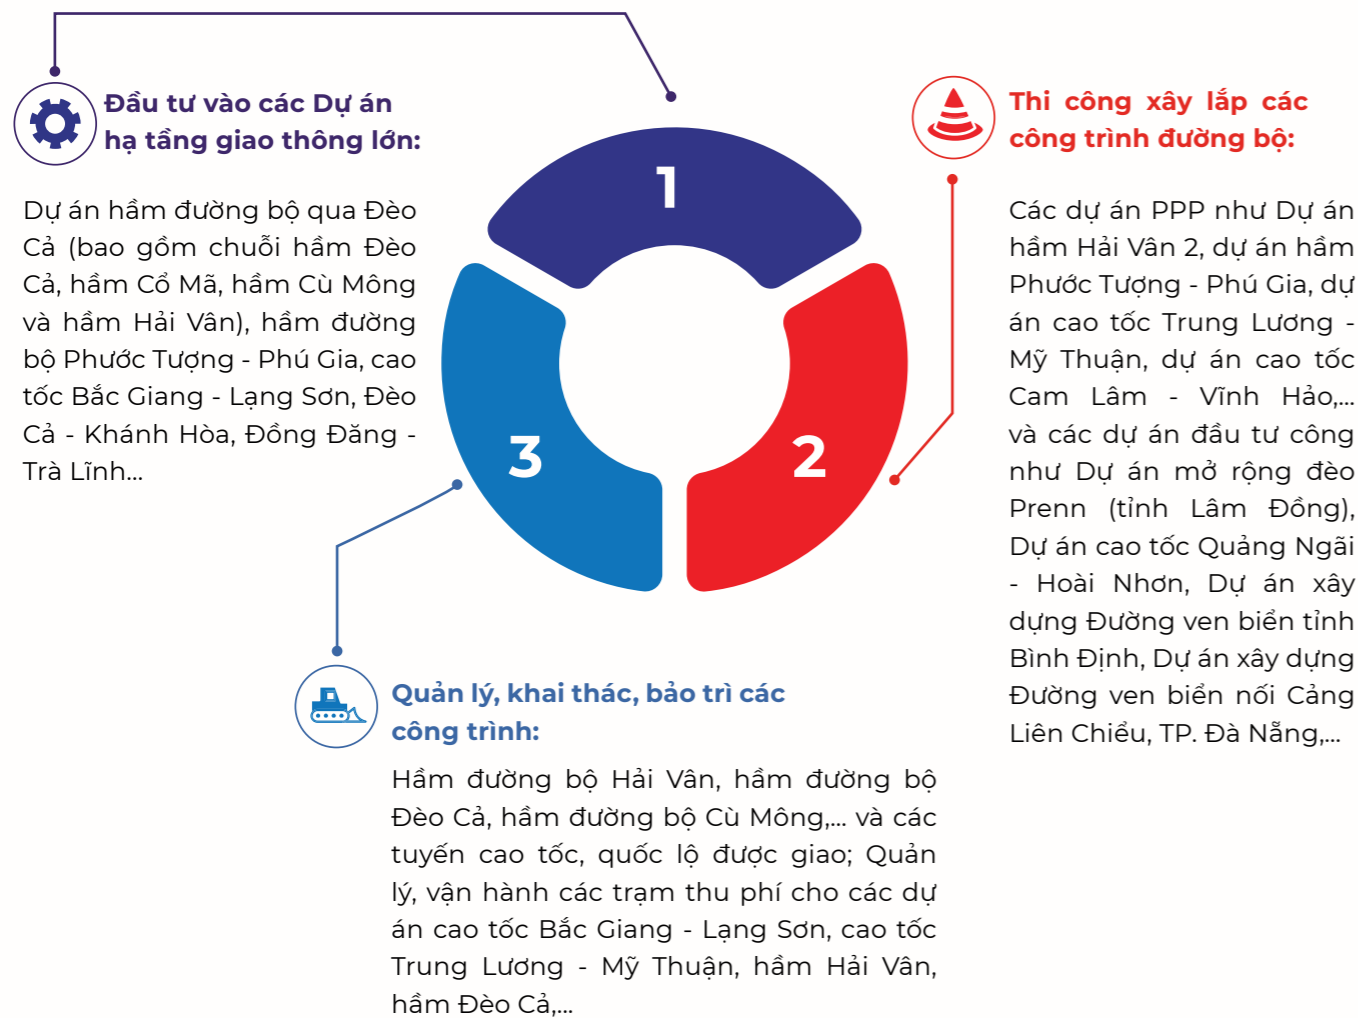 Đầu tư vào các Dự án
hạ tầng giao thông lớn:
Dự án hầm đường bộ qua Đèo
Cả (bao gồm chuỗi hầm Đèo
Cả, hầm Cổ Mã, hầm Cù Mông
và hầm Hải Vân), hầm đường
bộ Phước Tượng - Phú Gia, cao
tốc Bắc Giang - Lạng Sơn, Đèo
Cả - Khánh Hòa, Đồng Đăng -
Trà Lĩnh...
1
2
3
Thi công xây lắp các
công trình đường bộ:
Các dự án PPP như Dự án
hầm Hải Vân 2, dự án hầm
Phước Tượng - Phú Gia, dự
án cao tốc Trung Lương -
Mỹ Thuận, dự án cao tốc
Cam Lâm - Vĩnh Hảo,...
và các dự án đầu tư công
như Dự án mở rộng đèo
Prenn (tỉnh Lâm Đồng),
Dự án cao tốc Quảng Ngãi
- Hoài Nhơn, Dự án xây
dựng Đường ven biển tỉnh
Bình Định, Dự án xây dựng
Đường ven biển nối Cảng
Liên Chiểu, TP. Đà Nẵng,...
Quản lý, khai thác, bảo trì các
công trình:
Hầm đường bộ Hải Vân, hầm đường bộ
Đèo Cả, hầm đường bộ Cù Mông,... và các
tuyến cao tốc, quốc lộ được giao; Quản
lý, vận hành các trạm thu phí cho các dự
án cao tốc Bắc Giang - Lạng Sơn, cao tốc
Trung Lương - Mỹ Thuận, hầm Hải Vân,
hầm Đèo Cả,...